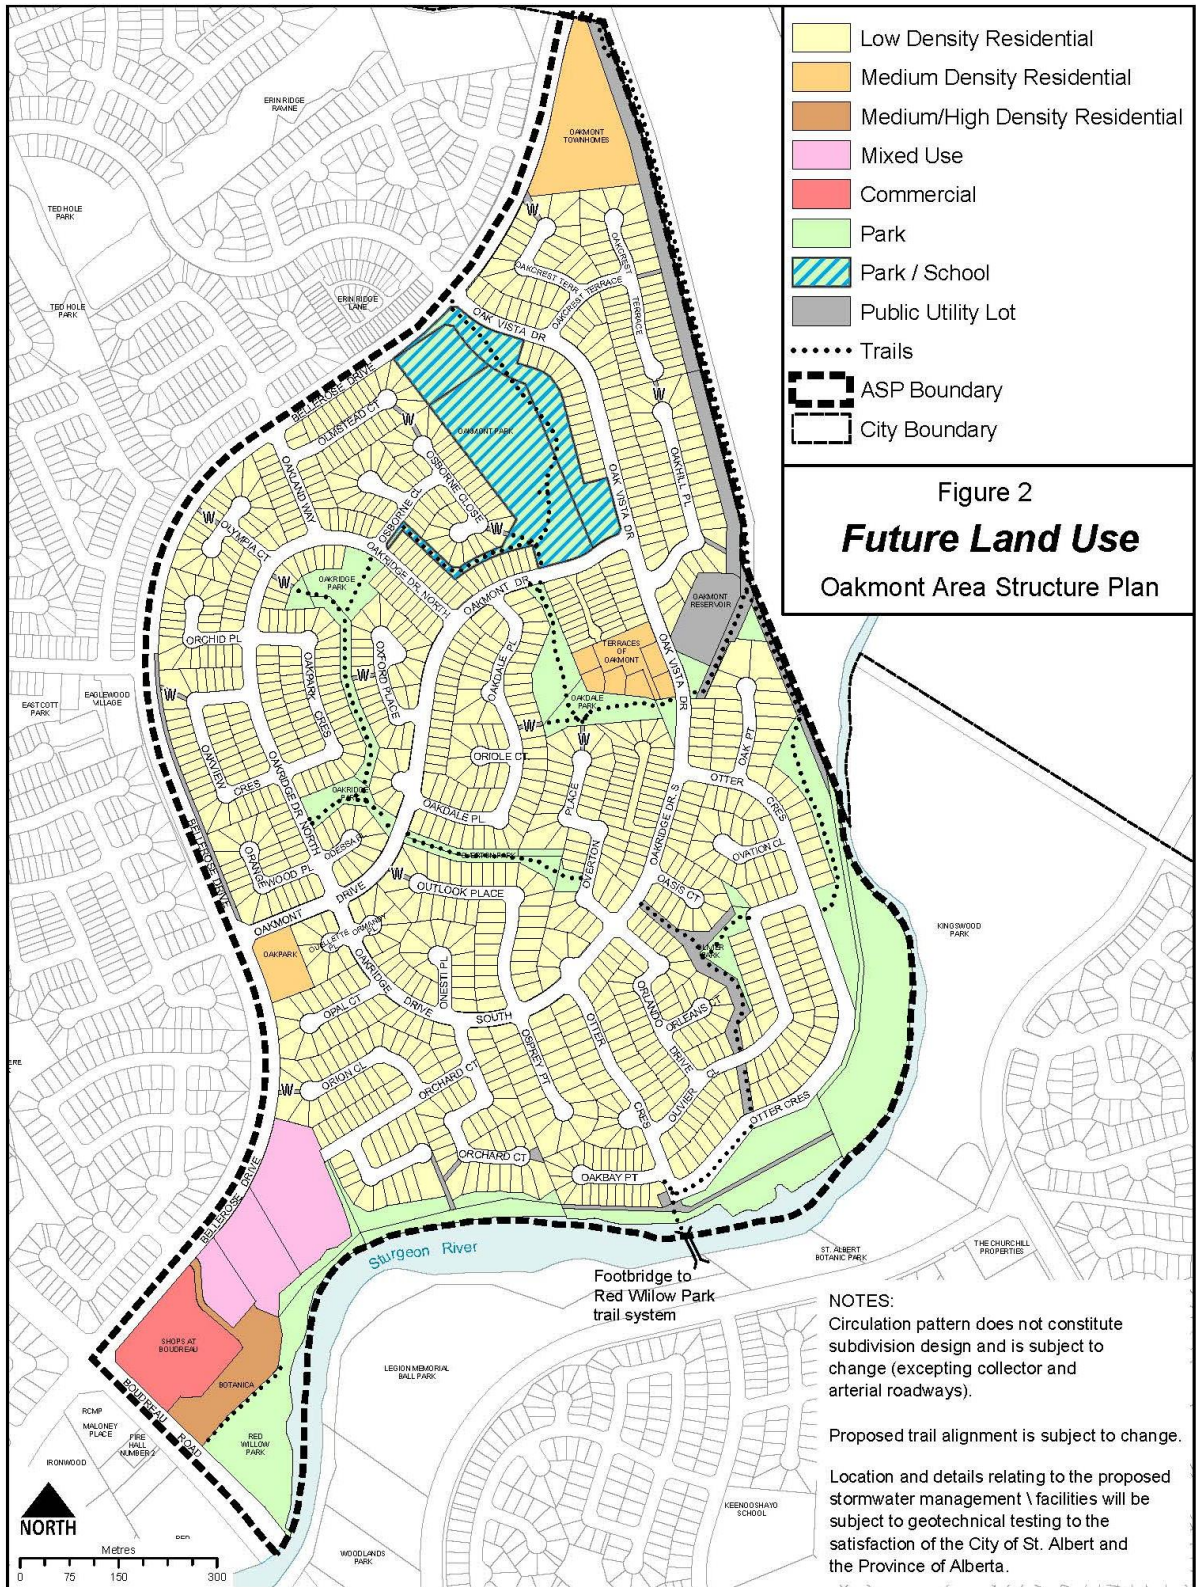 Low Density Residential
Medium Density Residential
Medium/High Density Residential
Mixed Use
Commercial
Park
Park / School
Public Utility Lot
Trails
ASP Boundary
City Boundary
Figure 2
Future Land Use
Oakmont Area Structure Plan
ERIN RIDGE
RAVINE
OAKMONT
TOWNHOMES
TED HOLE
PARK
TED HOLE
PARK
ERIN RIDGE
LANE
W
OAKCREST TERR
OAKCREST TERRACE
OAKCREST
TERRACE
OAK VISTA DR
BELLEROSE DRIVE
OLMSTEAD CT
W
W
OAKMONT PARK
OAKLAND WAY
OSBORNE CL
OSBORNE CLOSE
OAK VISTA DR
OAKHILL PL
W
OLYMPIA CT
W
W
OAKRIDGE
PARK
OAKRIDGE DR. NORTH
OAKMONT DR
OAKMONT
RESERVOIR
ORCHID PL
OAKPARK
CRES
OXFORD PLACE
W
OAKDALE PL
TERRACES
OF
OAKMONT
OAK VISTA DR
EASTCOTT
PARK
EAGLEWOOD
VILLAGE
W
OAKDALE
PARK
W
W
OAKVIEW
CRES
OAKRIDGE DR NORTH
ORIOLE CT.
OAK PT
OTTER
CRES
OAKRIDGE
PARK
OAKDALE PL
PLACE
OVERTON
OAKRIDGE DR. S
BELLEROSE DRIVE
ODESSA PL
OVERTON PARK
OVATION CL
ORANGE
EWOOD PL
W
OUTLOOK PLACE
OASIS CT
OAKMONT
DRIVE
OUELLETTE
PL
ORMANDY
PL
OLIVIER
PARK
KINGSWOOD
PARK
OAKPARK
OAKRIDGE
DRIVE
SOUTH
ONESTI PL
OPAL CT
ORLANDO
DRIVE
ORLEANS CT
OTTER
CRES
OSPREY PT
W
ORION CL
ORCHARD CT
OLIVIER
CL
OTTER CRES
ORCHARD CT
OAKBAY PT
BELLEROSE DRIVE
Sturgeon River
ST. ALBERT
BOTANIC PARK
THE CHURCHILL
PROPERTIES
Footbridge to
Red Willow Park
trail system
SHOPS AT
BOUDREAU
BOTANICA
LEGION MEMORIAL
BALL PARK
BOUDREAU
ROAD
RCMP
MALONEY
PLACE
FIRE
HALL
NUMBER 2
RED
WILLOW
PARK
IRONWOOD
KEENOOSHAYO
SCHOOL
WOODLANDS
PARK
NOTES:
Circulation pattern does not constitute
subdivision design and is subject to
change (excepting collector and
arterial roadways).
Proposed trail alignment is subject to change.
Location and details relating to the proposed
stormwater management \ facilities will be
subject to geotechnical testing to the
satisfaction of the City of St. Albert and
the Province of Alberta.
NORTH
Metres
0 75 150 300